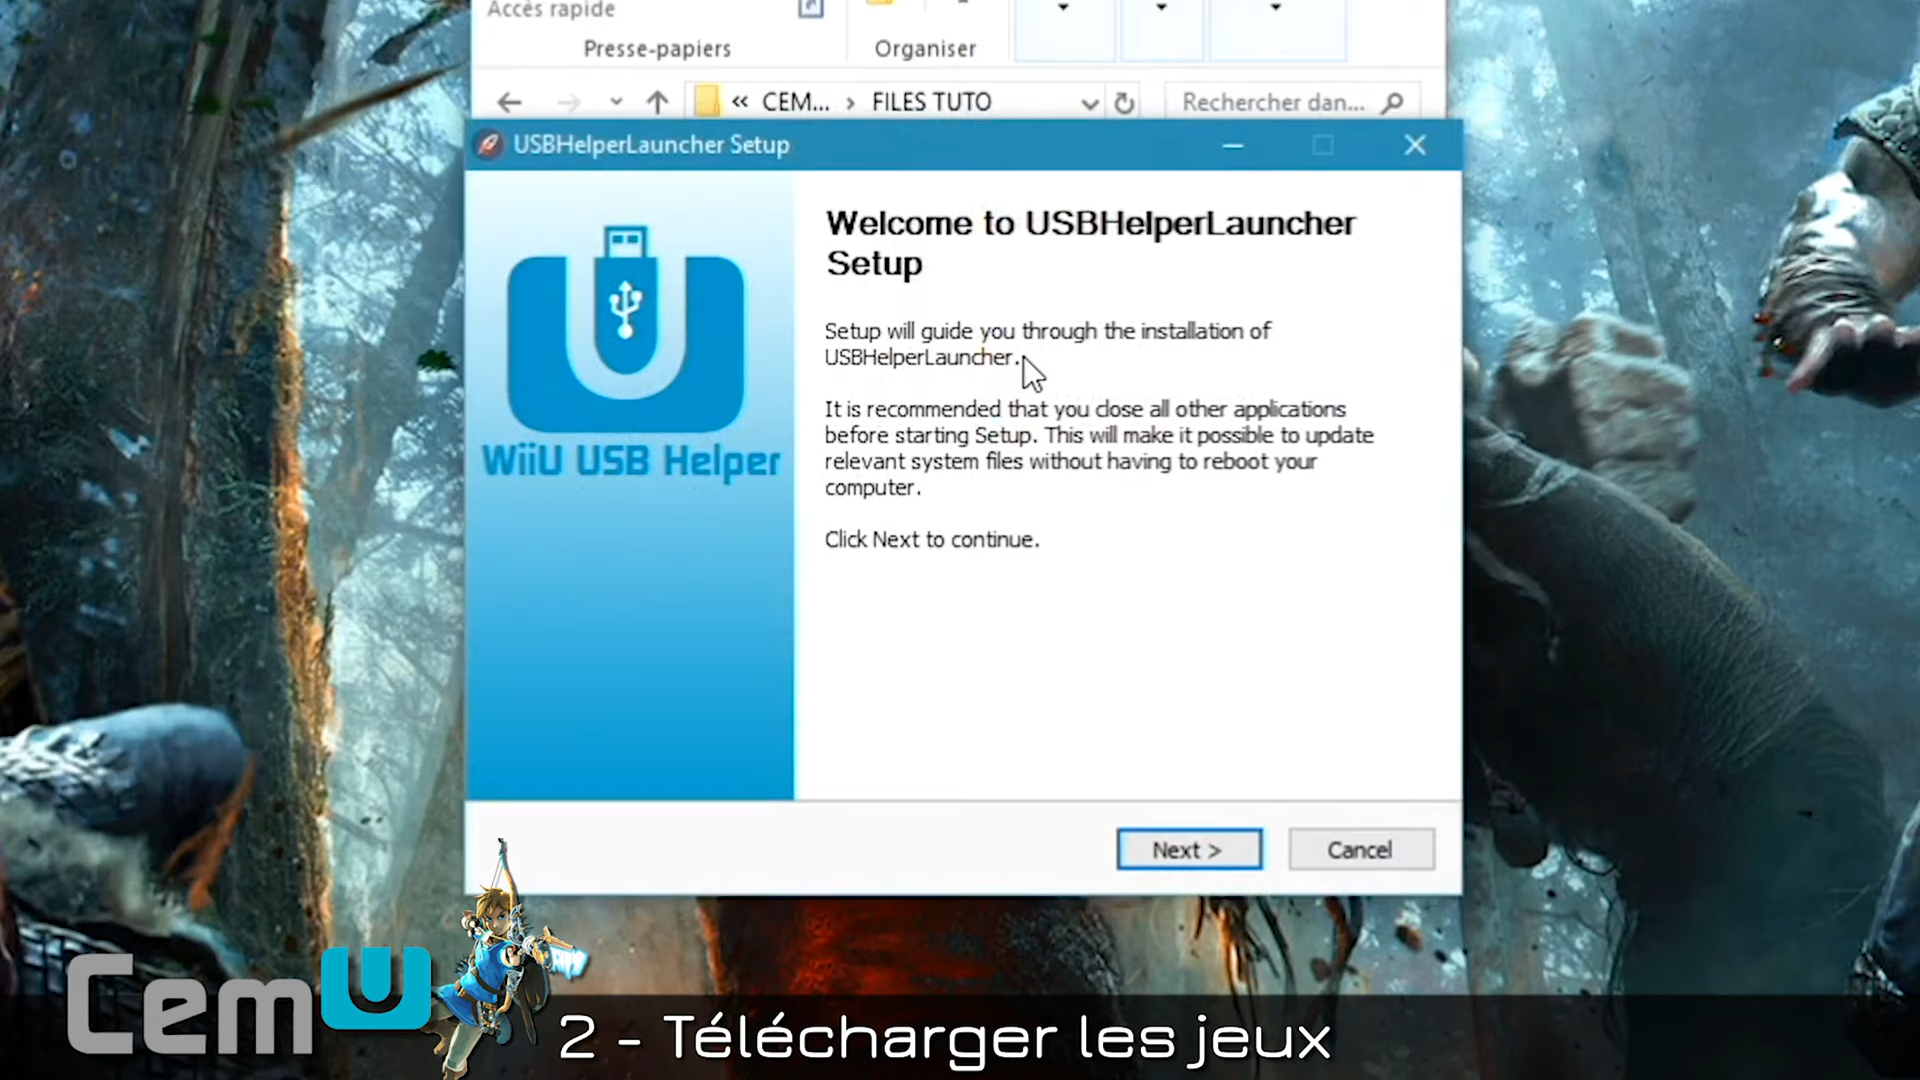 Accès rapide
Presse-papiers
Organiser
« CEM... > FILES TUTO
Rechercher dan...
USBHelperLauncher Setup
Welcome to USBHelperLauncher
Setup
Setup will guide you through the installation of
USBHelperLauncher.
It is recommended that you close all other applications
before starting Setup. This will make it possible to update
relevant system files without having to reboot your
computer.
Click Next to continue.
WiiU USB Helper
Next >
Cancel
CemU
2 - Télécharger les jeux